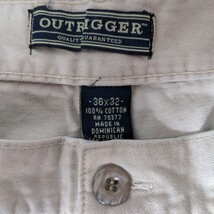 OUTRIGGER
QUALITY GUARANTEED
-36X32-
100% COTTON
RN 70377
MADE IN
DOMINICAN
REPUBLIC